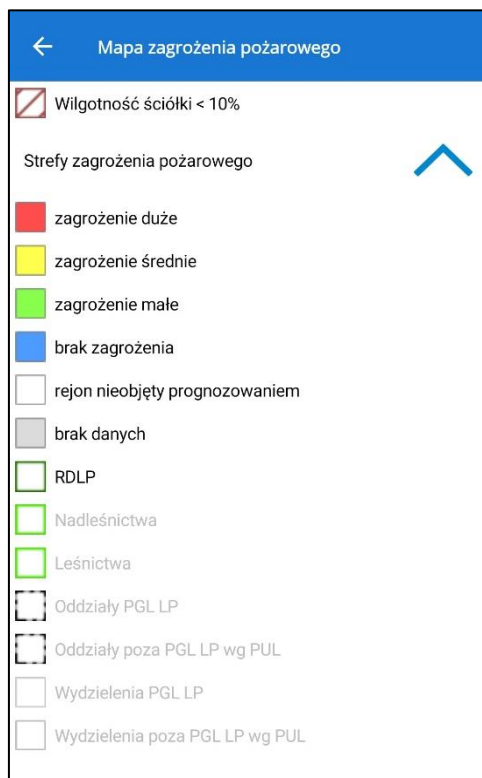 Mapa zagrożenia pożarowego
Wilgotność ściółki < 10%
Strefy zagrożenia pożarowego
zagrożenie duże
zagrożenie średnie
zagrożenie małe
brak zagrożenia
rejon nieobjęty prognozowaniem
brak danych
RDLP
Nadleśnictwa
Leśnictwa
Oddziały PGL LP
Oddziały poza PGL LP wg PUL
Wydzielenia PGL LP
Wydzielenia poza PGL LP wg PUL